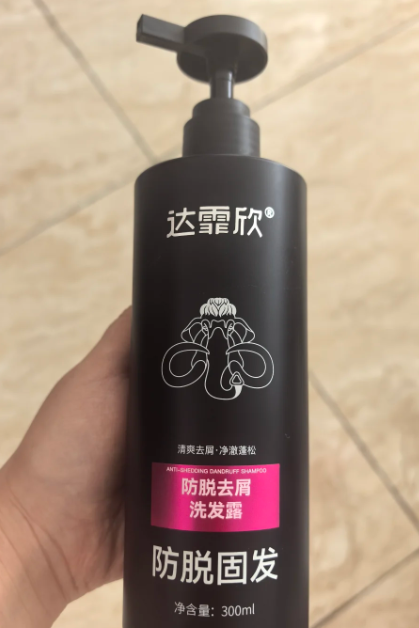 达霏欣®
清爽去屑·净澈蓬松
ANTI-SHEDDING DANDRUFF SHAMPOO
防脱去屑
洗发露
防脱固发
净含量：300ml